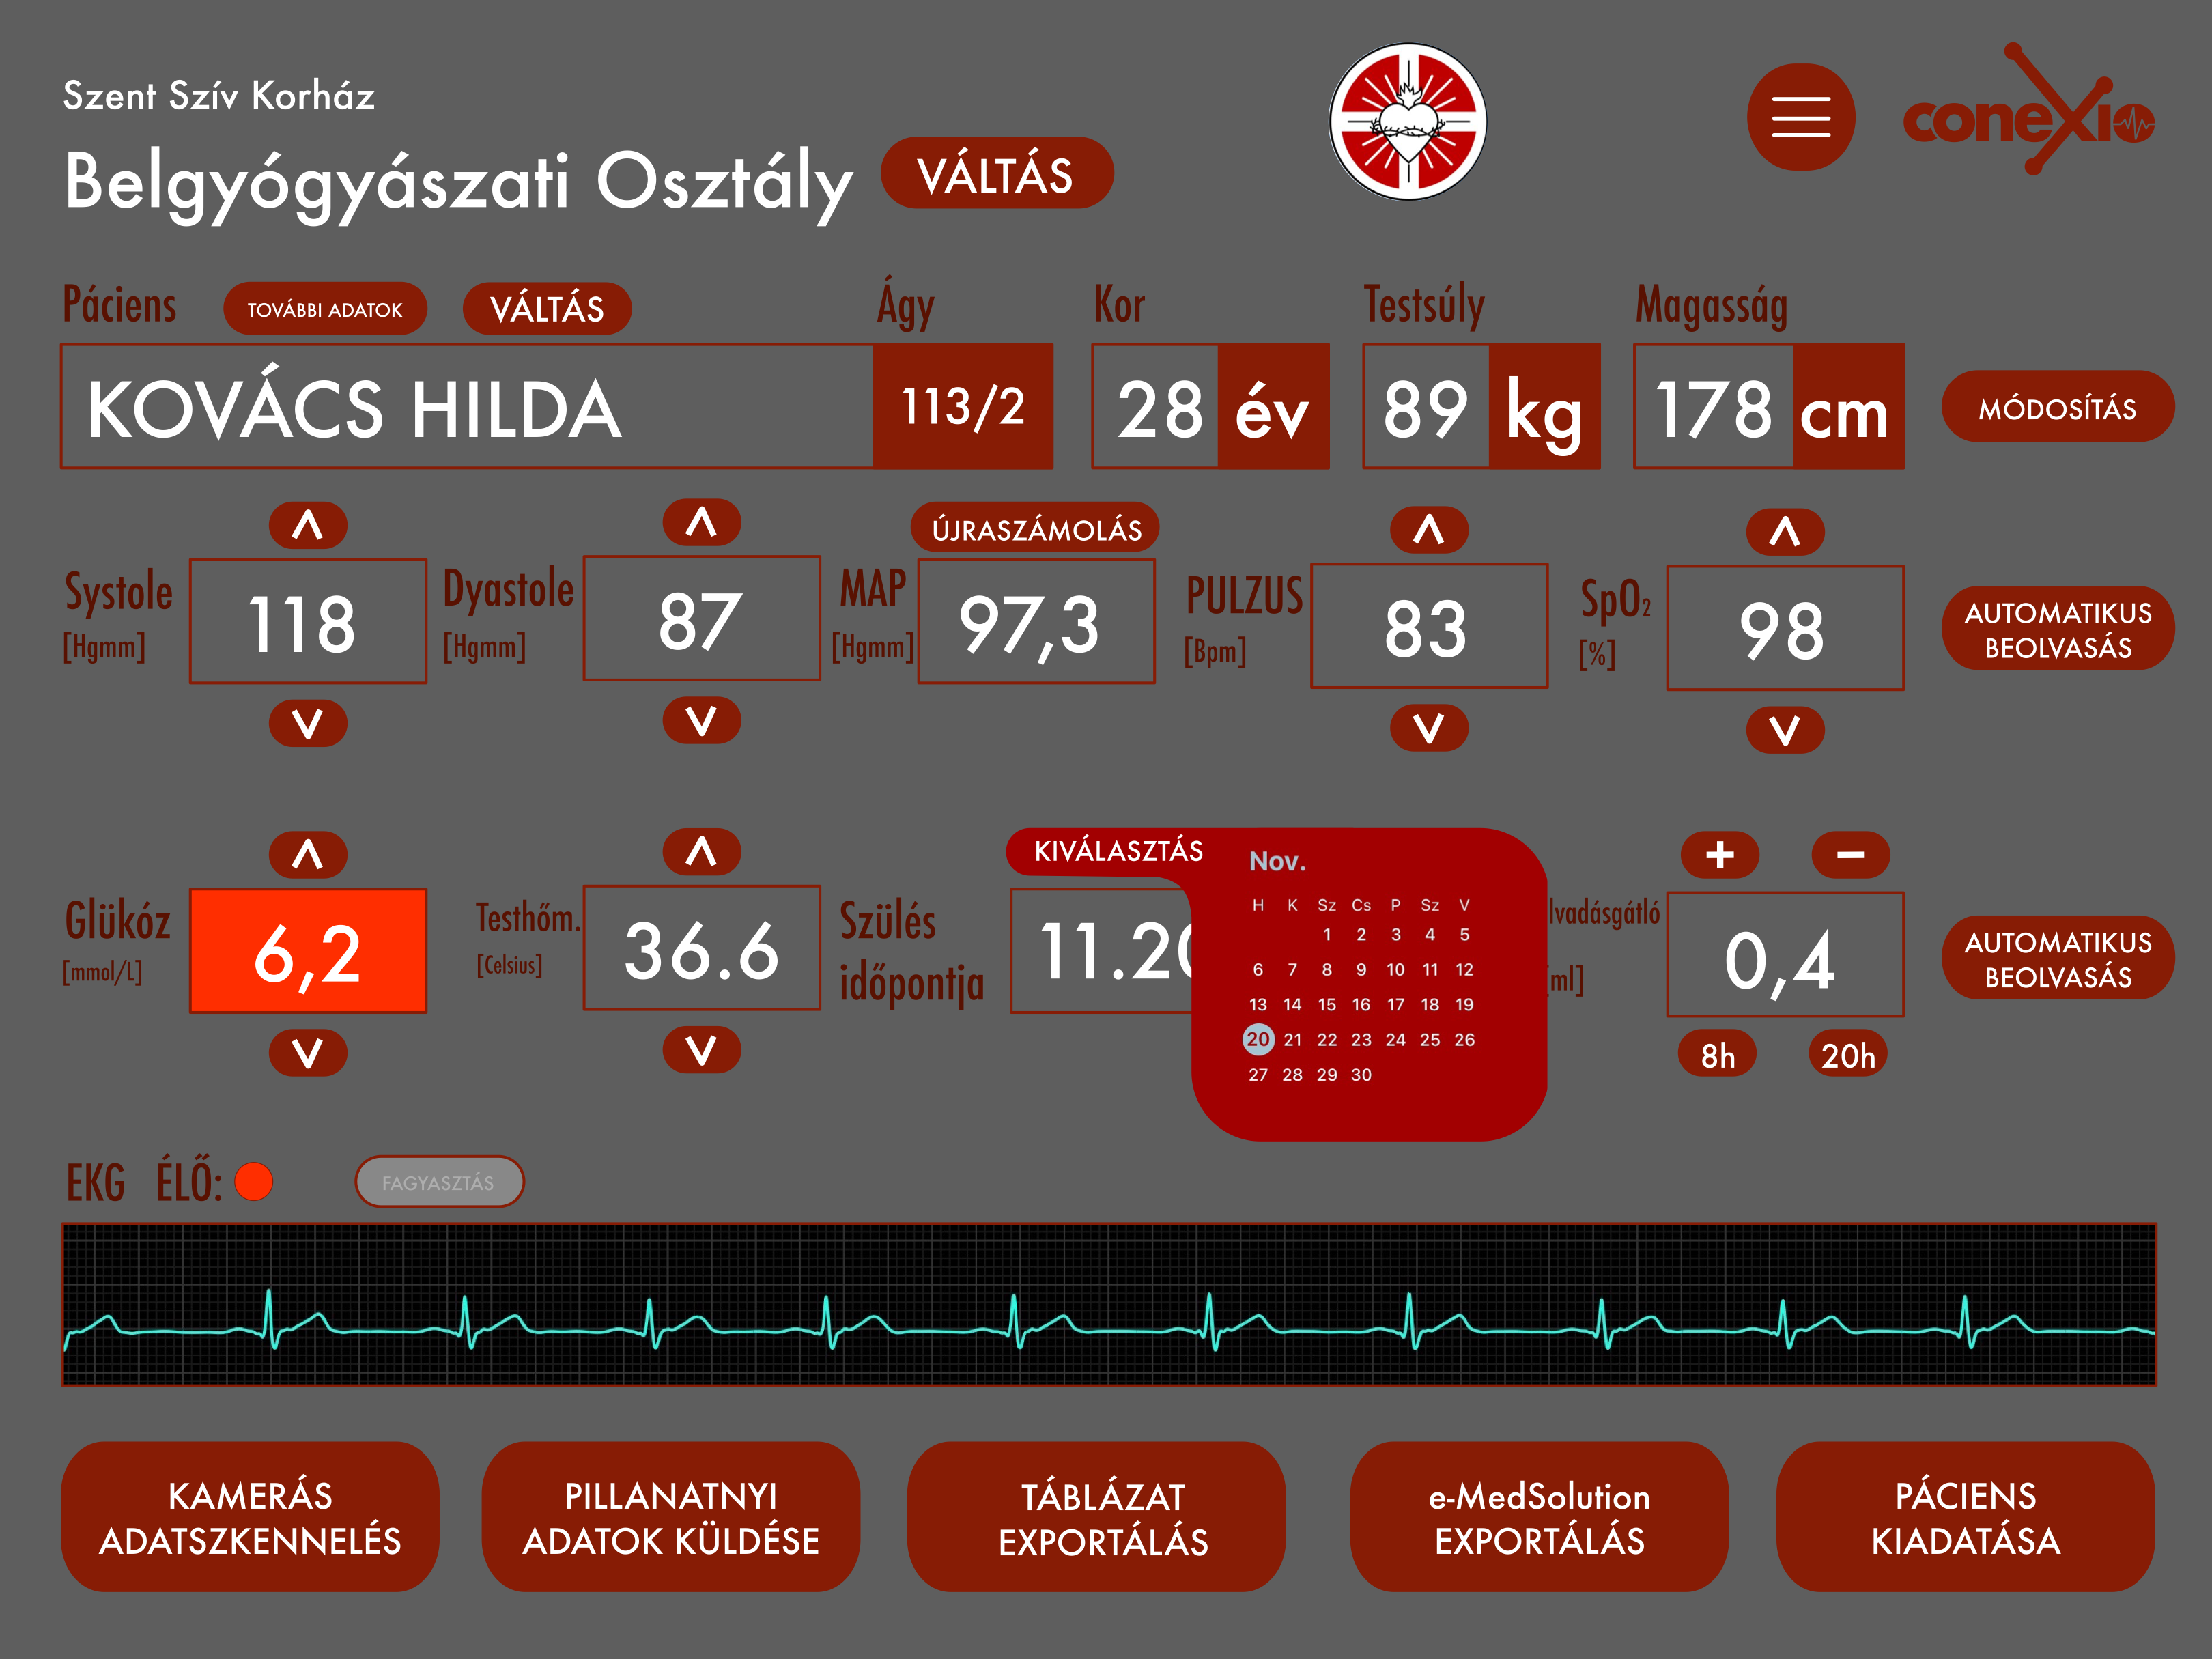 Szent Szív Korház
Belgyógyászati Osztály
VÁLTÁS
conexio
Páciens
TOVÁBBI ADATOK
VÁLTÁS
Ágy
Kor
Testsúly
Magasság
KOVÁCS HILDA
113/2
28 év
89 kg
178 cm
MÓDOSÍTÁS
ÚJRASZÁMOLÁS
Systole
[Hgmm]
118
Dyastole
[Hgmm]
87
MAP
[Hgmm]
97,3
PULZUS
[Bpm]
83
SpO₂
[%]
98
AUTOMATIKUS
BEOLVASÁS
Glükóz
[mmol/L]
6,2
Testhőm.
[Celsius]
36.6
Szülés
időpontja
KIVÁLASZTÁS
11.20
Nov.
H K Sz Cs P Sz V
1 2 3 4 5
6 7 8 9 10 11 12
13 14 15 16 17 18 19
20 21 22 23 24 25 26
27 28 29 30
lvadásgátló
[ml]
+ −
0,4
8h
20h
AUTOMATIKUS
BEOLVASÁS
EKG ÉLŐ:
FAGYASZTÁS
KAMERÁS
ADATSZKENNELÉS
PILLANATNYI
ADATOK KÜLDÉSE
TÁBLÁZAT
EXPORTÁLÁS
e-MedSolution
EXPORTÁLÁS
PÁCIENS
KIADATÁSA